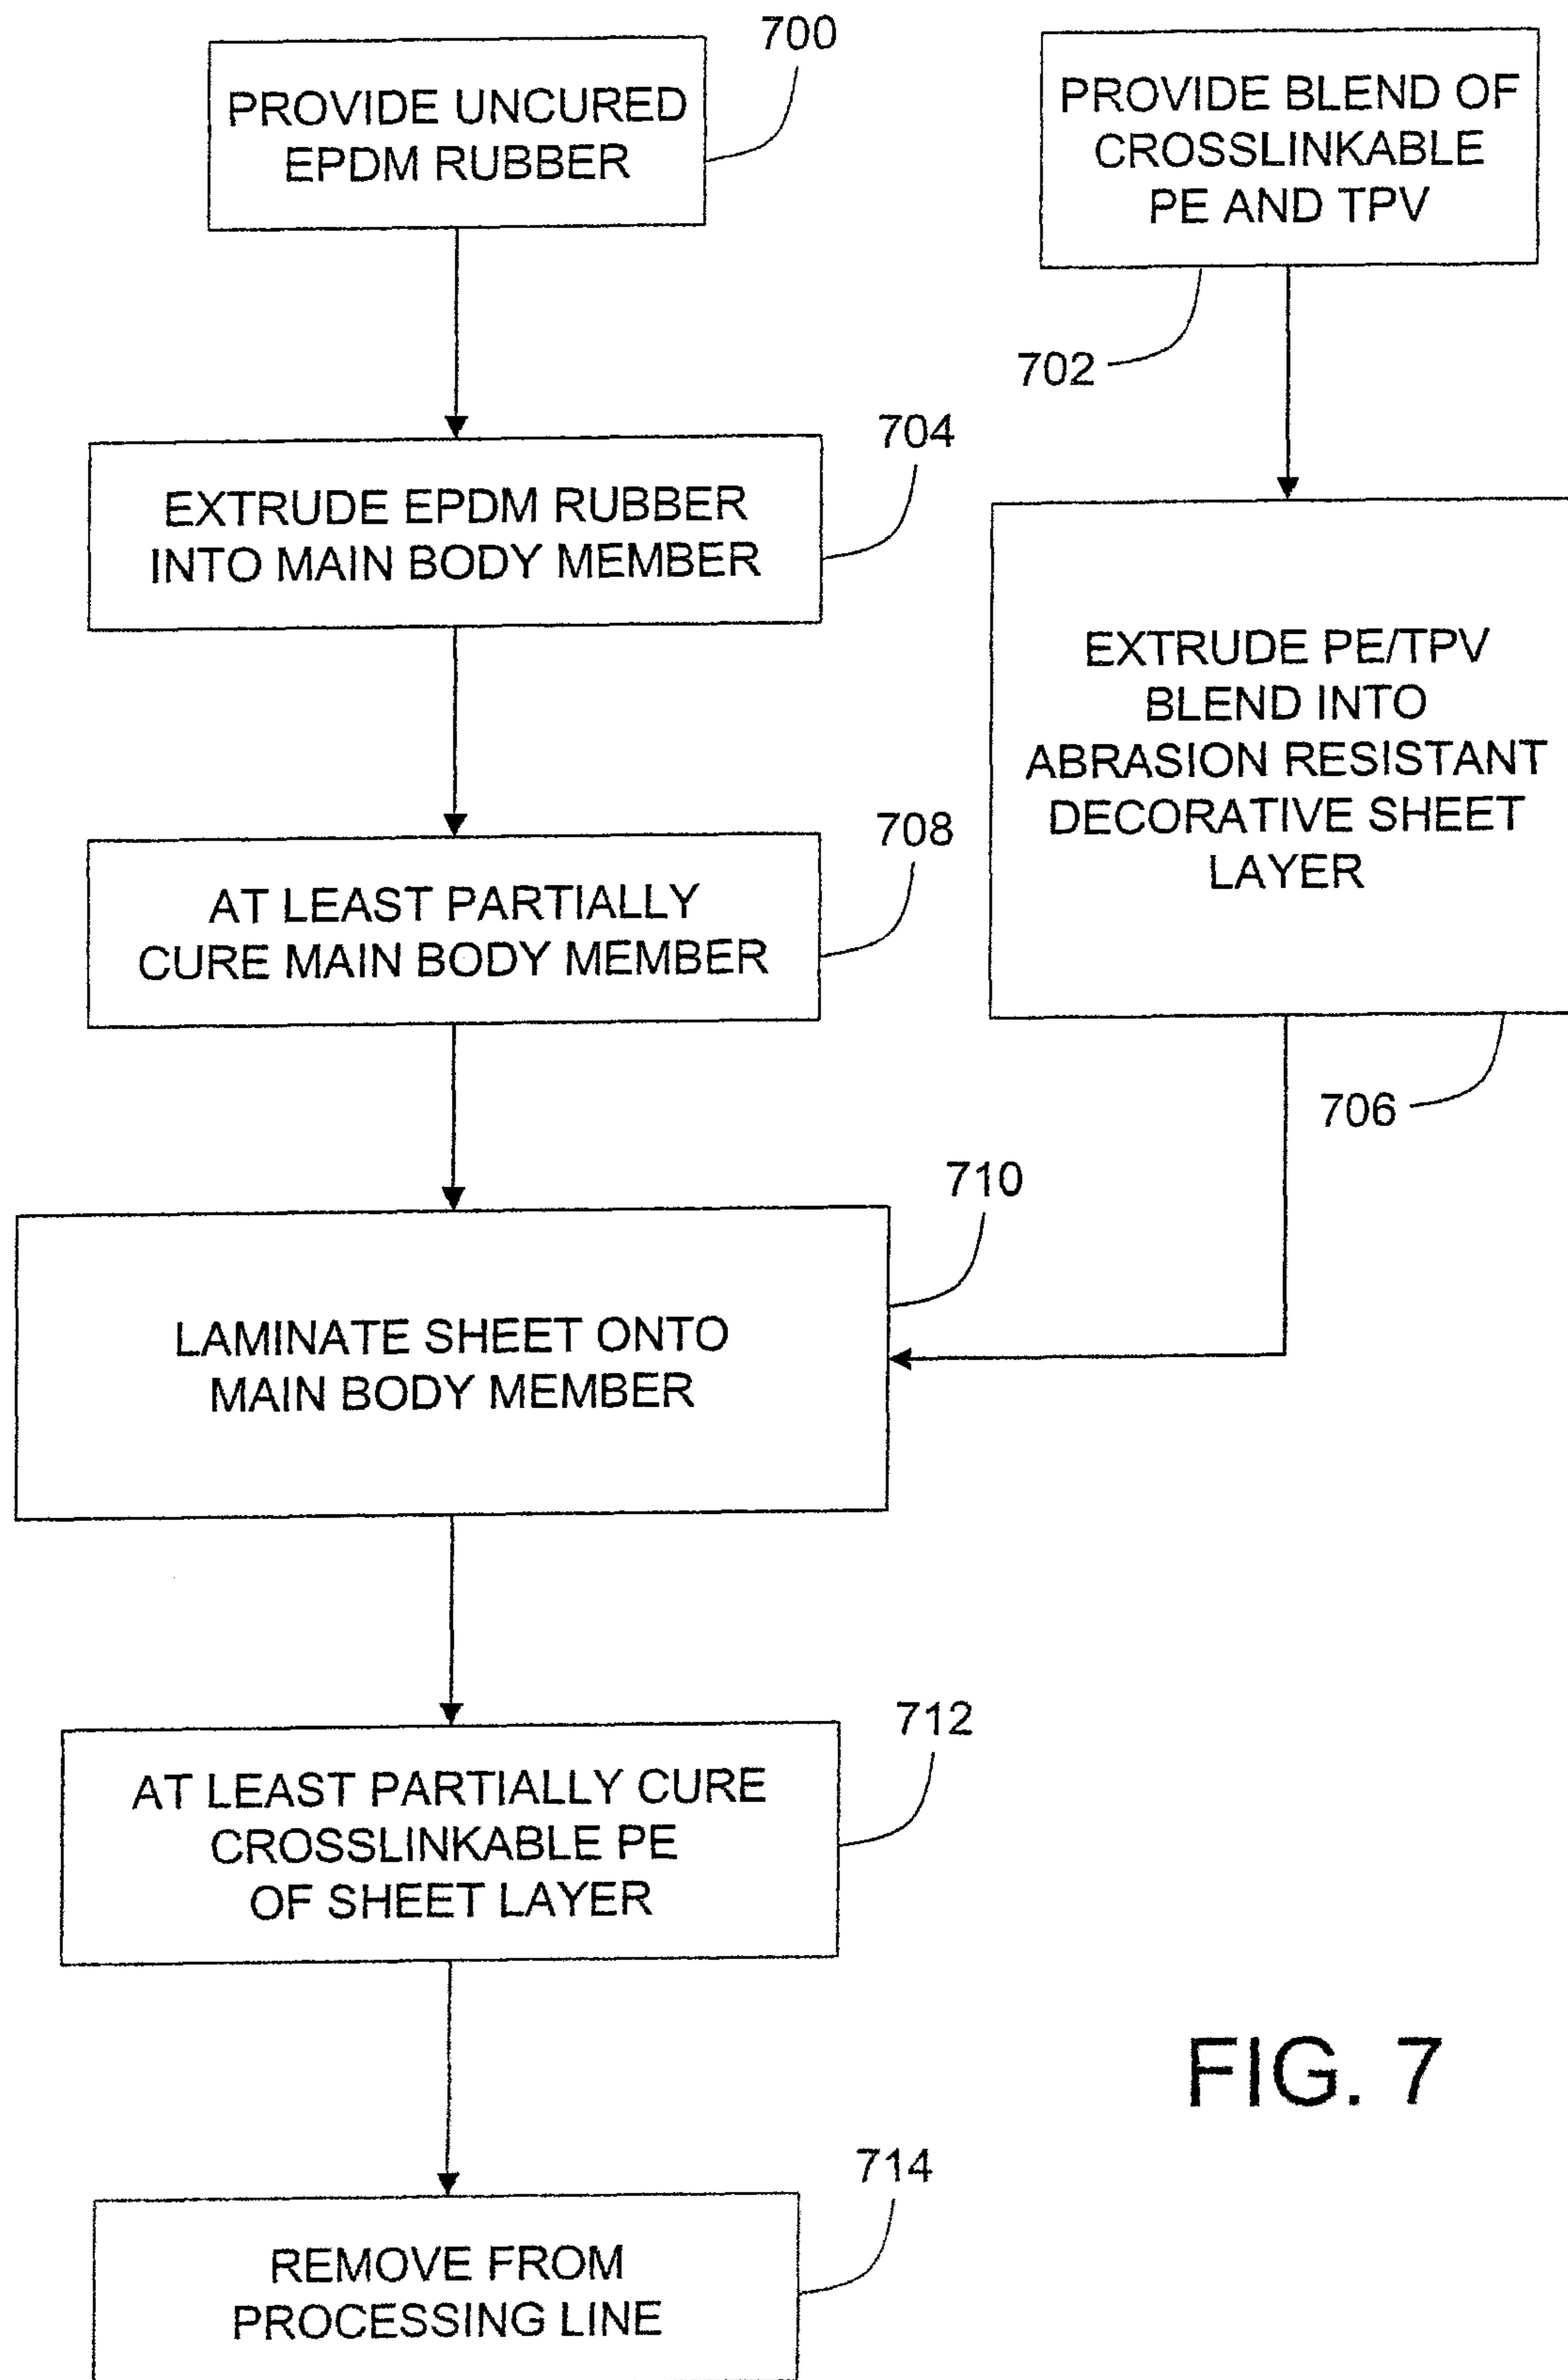 700
PROVIDE UNCURED
EPDM RUBBER
PROVIDE BLEND OF
CROSSLINKABLE
PE AND TPV
702
704
EXTRUDE EPDM RUBBER
INTO MAIN BODY MEMBER
EXTRUDE PE/TPV
BLEND INTO
ABRASION RESISTANT
DECORATIVE SHEET
LAYER
706
708
AT LEAST PARTIALLY
CURE MAIN BODY MEMBER
710
LAMINATE SHEET ONTO
MAIN BODY MEMBER
712
AT LEAST PARTIALLY CURE
CROSSLINKABLE PE
OF SHEET LAYER
714
REMOVE FROM
PROCESSING LINE
FIG. 7